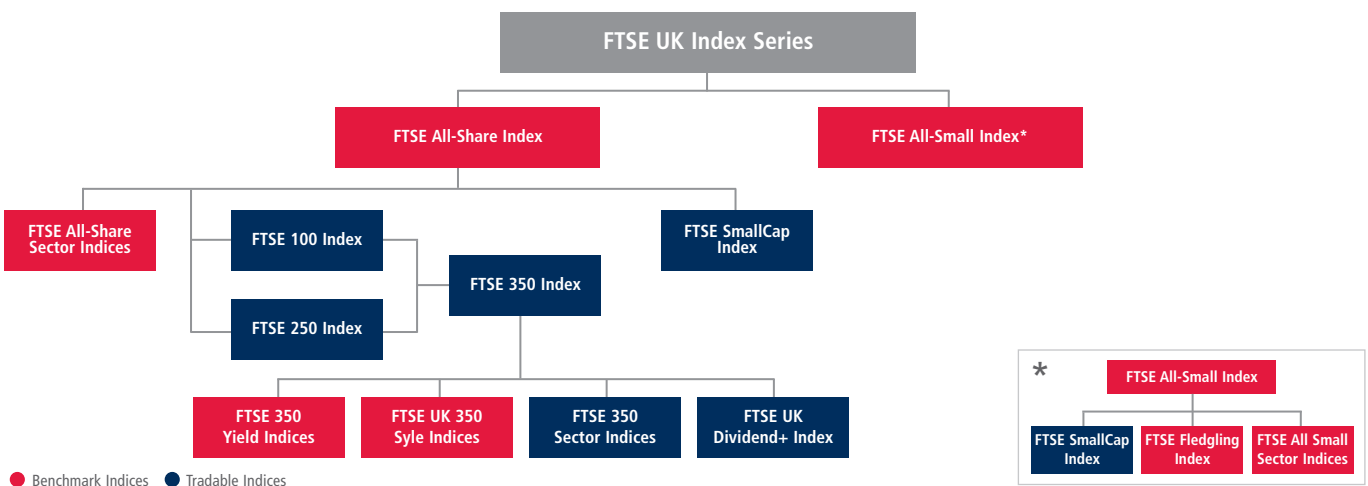 FTSE UK Index Series
FTSE All-Share Index
FTSE All-Small Index*
FTSE All-Share
Sector Indices
FTSE 100 Index
FTSE SmallCap
Index
FTSE 350 Index
FTSE 250 Index
FTSE 350
Yield Indices
FTSE UK 350
Syle Indices
FTSE 350
Sector Indices
FTSE UK
Dividend+ Index
*
FTSE All-Small Index
FTSE SmallCap
Index
FTSE Fledgling
Index
FTSE All Small
Sector Indices
Benchmark Indices
Tradable Indices